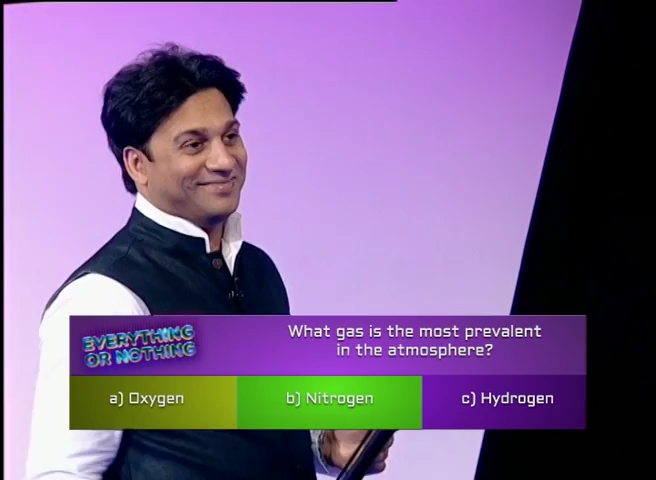 EVERYTHING
OR NOTHING
What gas is the most prevalent
in the atmosphere?
a) Oxygen
b) Nitrogen
c) Hydrogen